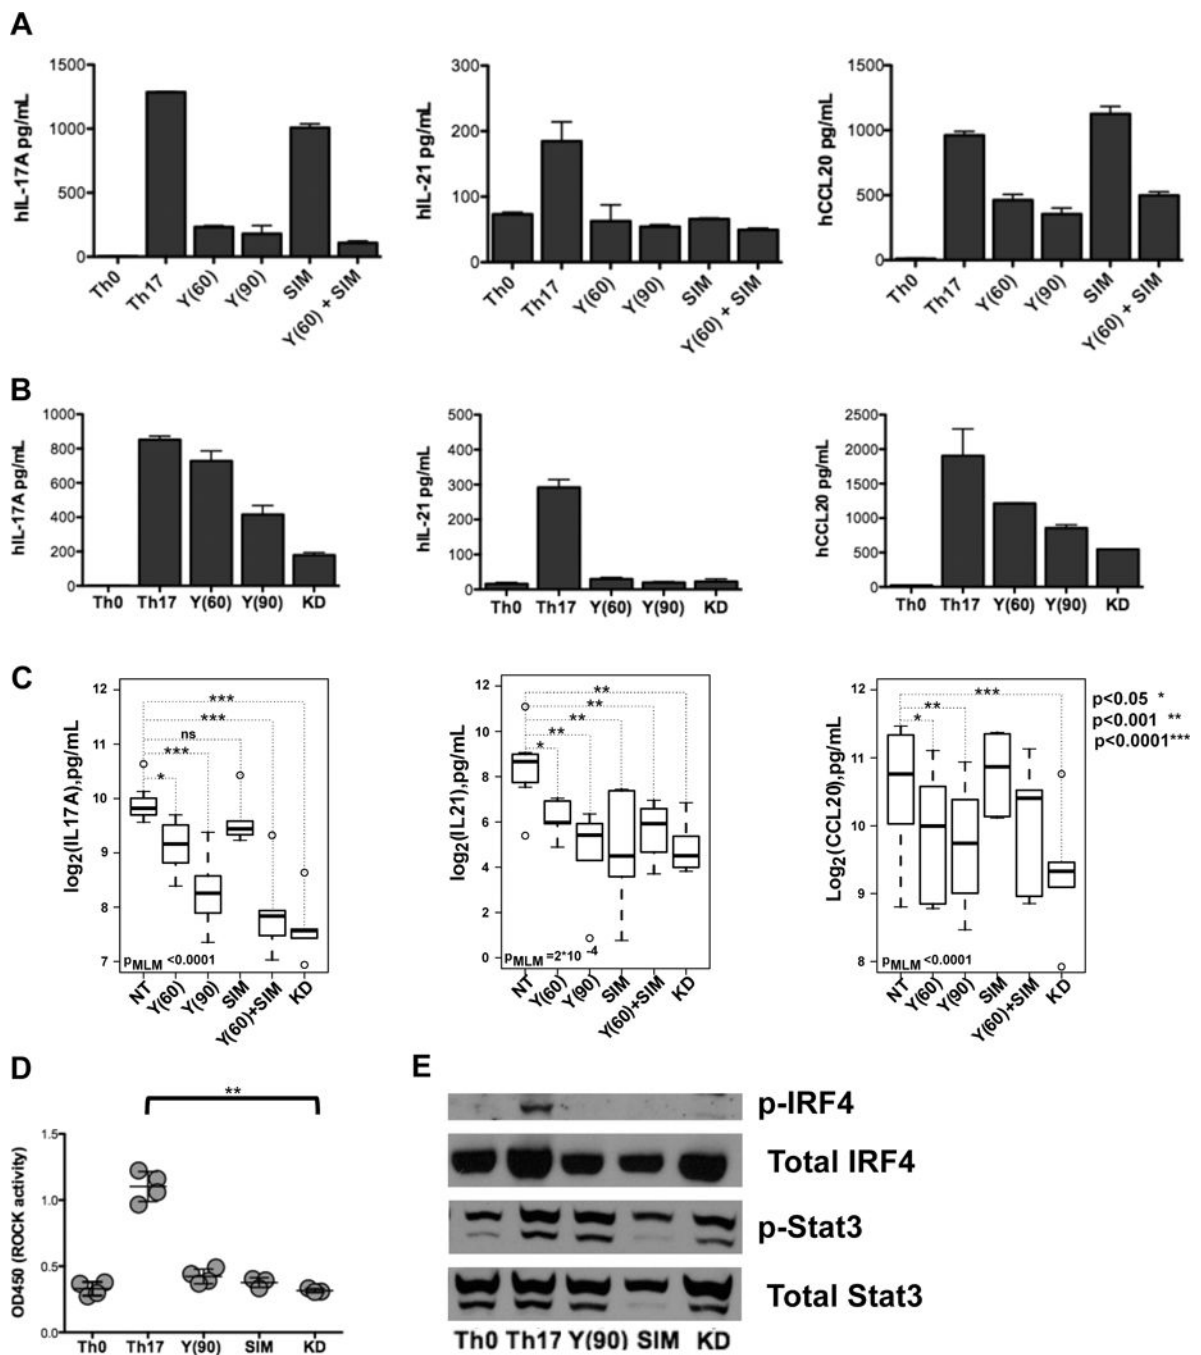 A
hIL-17A pg/mL
1500
1000
500
0
Th0
Th17
Y(60)
Y(90)
SIM
Y(60) + SIM
hIL-21 pg/mL
300
200
100
0
Th0
Th17
Y(60)
Y(90)
SIM
Y(60) + SIM
hCCL20 pg/mL
1500
1000
500
0
Th0
Th17
Y(60)
Y(90)
SIM
Y(60) + SIM
B
hIL-17A pg/mL
1000
800
600
400
200
0
Th0 Th17 Y(60) Y(90) KD
hIL-21 pg/mL
500
400
300
200
100
0
Th0 Th17 Y(60) Y(90) KD
hCCL20 pg/mL
2500
2000
1500
1000
500
0
Th0 Th17 Y(60) Y(90) KD
C
log2(IL17A),pg/mL
12
11
10
9
8
7
***
***
ns
***
*
pMLM <0.0001
NT
Y(60)
Y(90)
SIM
Y(60)+SIM
KD
log2(IL21),pg/mL
12
10
8
6
4
2
0
**
**
**
**
*
pMLM =2*10 -4
NT
Y(60)
Y(90)
SIM
Y(60)+SIM
KD
Log2(CCL20),pg/mL
12
11
10
9
8
***
**
*
pMLM <0.0001
NT
Y(60)
Y(90)
SIM
Y(60)+SIM
KD
p<0.05 *
p<0.001 **
p<0.0001***
D
**
OD450 (ROCK activity)
1.5
1.0
0.5
0.0
Th0 Th17 Y(90) SIM KD
E
p-IRF4
Total IRF4
p-Stat3
Total Stat3
Th0 Th17 Y(90) SIM KD